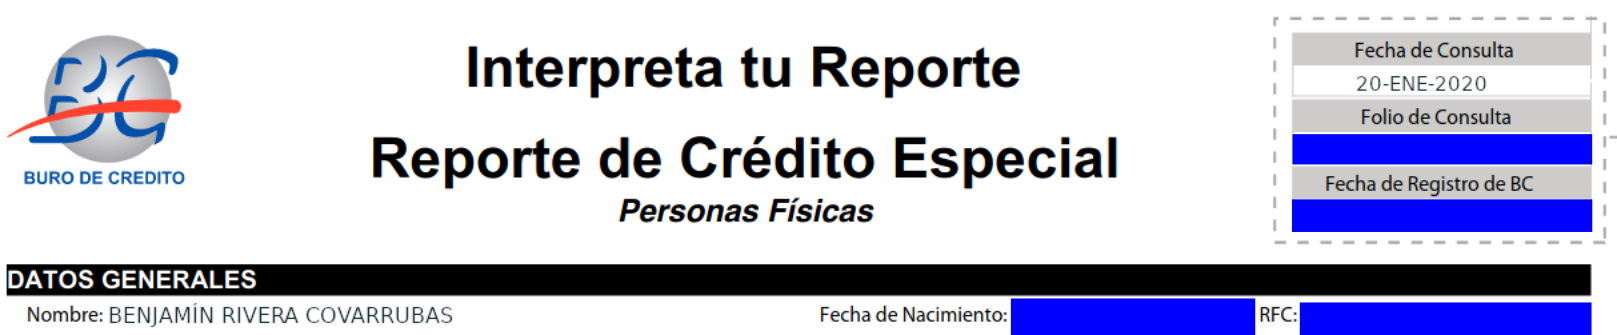 BURO DE CREDITO
Interpreta tu Reporte
Reporte de Crédito Especial
Personas Físicas
Fecha de Consulta
20-ENE-2020
Folio de Consulta
Fecha de Registro de BC
DATOS GENERALES
Nombre: BENJAMÍN RIVERA COVARRUBAS Fecha de Nacimiento: RFC: